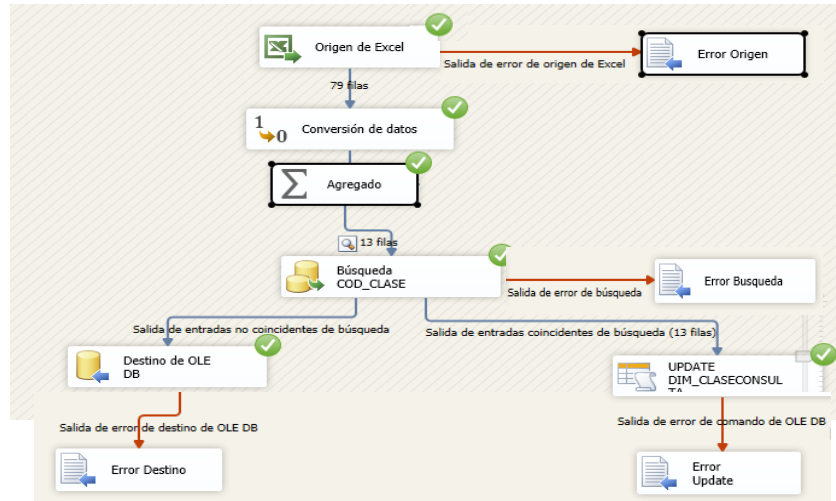 Origen de Excel
Error Origen
Salida de error de origen de Excel
79 filas
1
0
Conversión de datos
Agregado
13 filas
Búsqueda
COD_CLASE
Error Busqueda
Salida de error de búsqueda
Salida de entradas no coincidentes de búsqueda
Salida de entradas coincidentes de búsqueda (13 filas)
Destino de OLE
DB
UPDATE
DIM_CLASECONSUL
TA
Salida de error de destino de OLE DB
Salida de error de comando de OLE DB
Error Destino
Error
Update